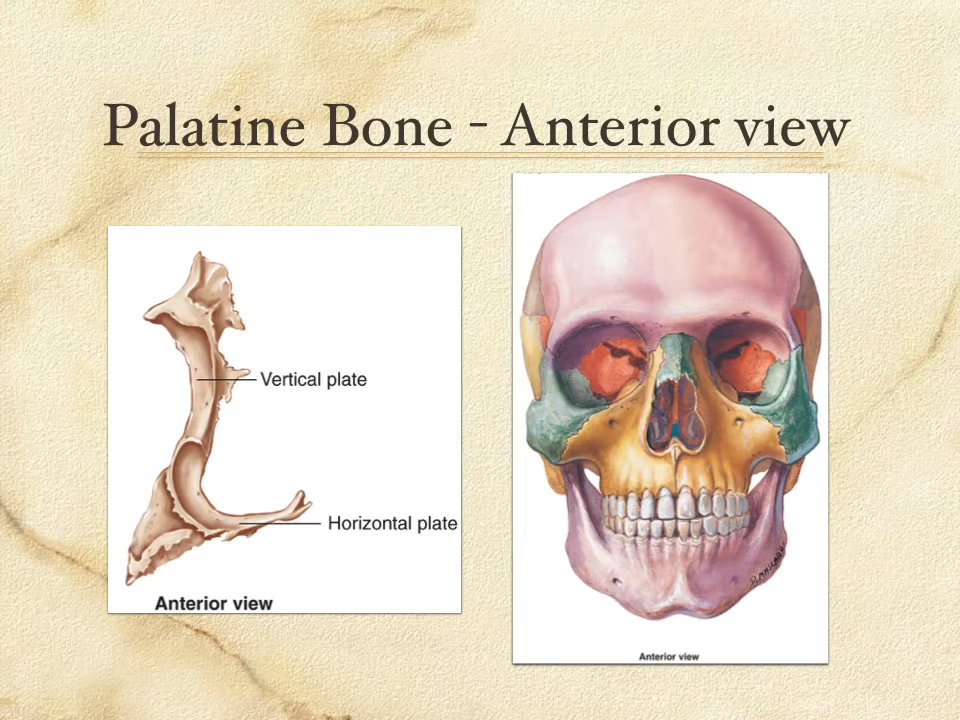 Palatine Bone - Anterior view
Vertical plate
Horizontal plate
Anterior view
Anterior view